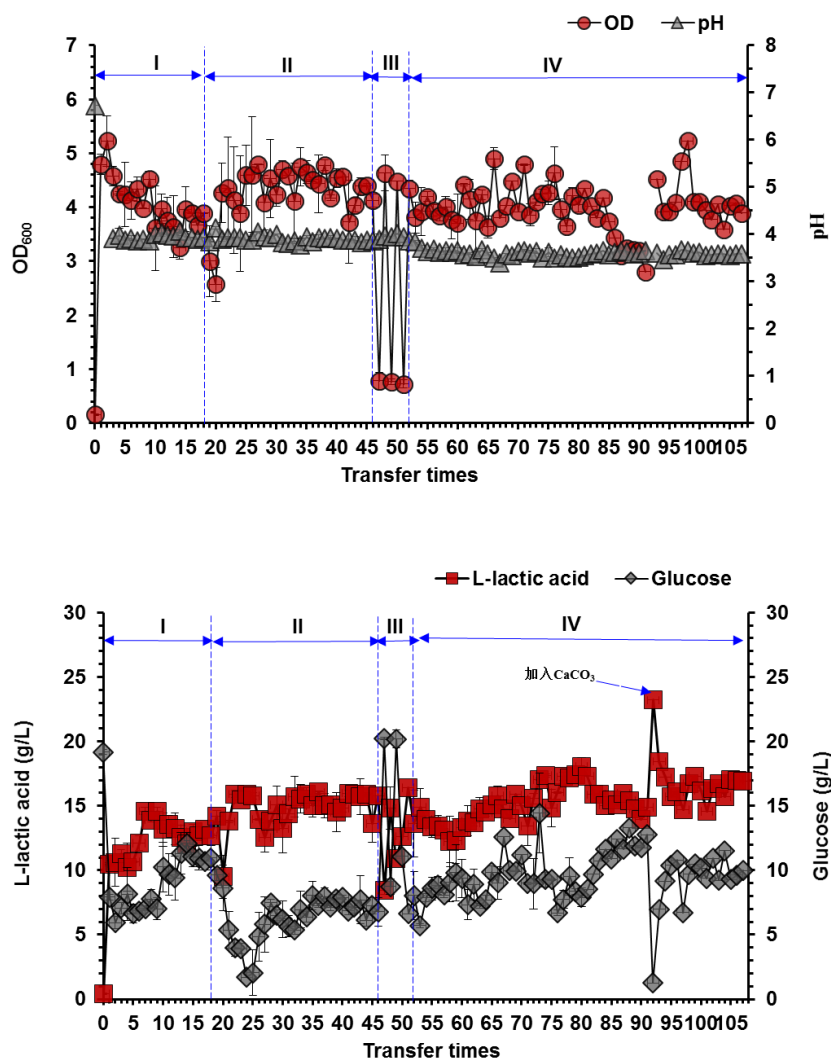 OD pH
7 8
I II III IV
6 7
5 6
4 5
3 4
2 3
1 2
0 1
0
OD600
pH
0 5 10 15 20 25 30 35 40 45 50 55 60 65 70 75 80 85 90 95 100 105
Transfer times
L-lactic acid Glucose
30 30
I II III IV
25 25
加入CaCO3
20 20
15 15
10 10
5 5
0 0
L-lactic acid (g/L)
Glucose (g/L)
0 5 10 15 20 25 30 35 40 45 50 55 60 65 70 75 80 85 90 95 100 105
Transfer times